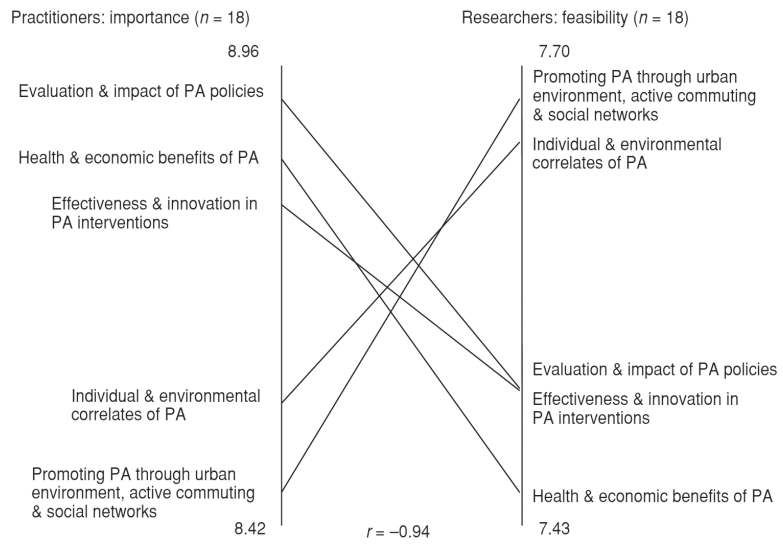 Practitioners: importance (n = 18)
8.96
Evaluation & impact of PA policies
Health & economic benefits of PA
Effectiveness & innovation in
PA interventions
Individual & environmental
correlates of PA
Promoting PA through urban
environment, active commuting
& social networks
8.42
r = –0.94
Researchers: feasibility (n = 18)
7.70
Promoting PA through urban
environment, active commuting
& social networks
Individual & environmental
correlates of PA
Evaluation & impact of PA policies
Effectiveness & innovation in
PA interventions
Health & economic benefits of PA
7.43